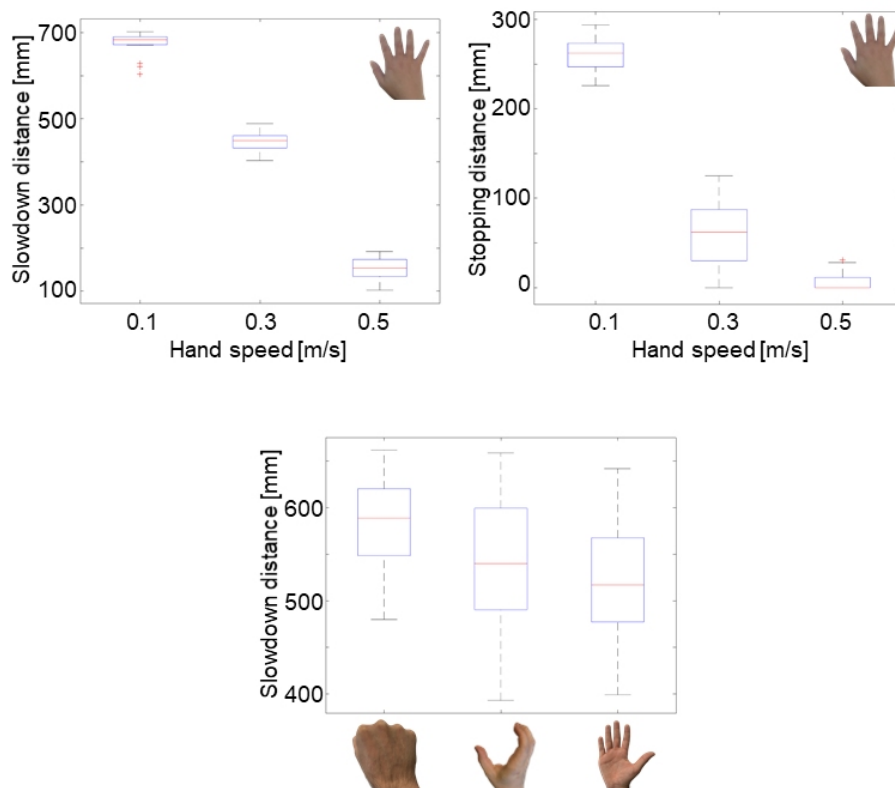 Slowdown distance [mm]
700
500
300
100
0.1 0.3 0.5
Hand speed [m/s]
Stopping distance [mm]
300
200
100
0
0.1 0.3 0.5
Hand speed [m/s]
Slowdown distance [mm]
600
500
400